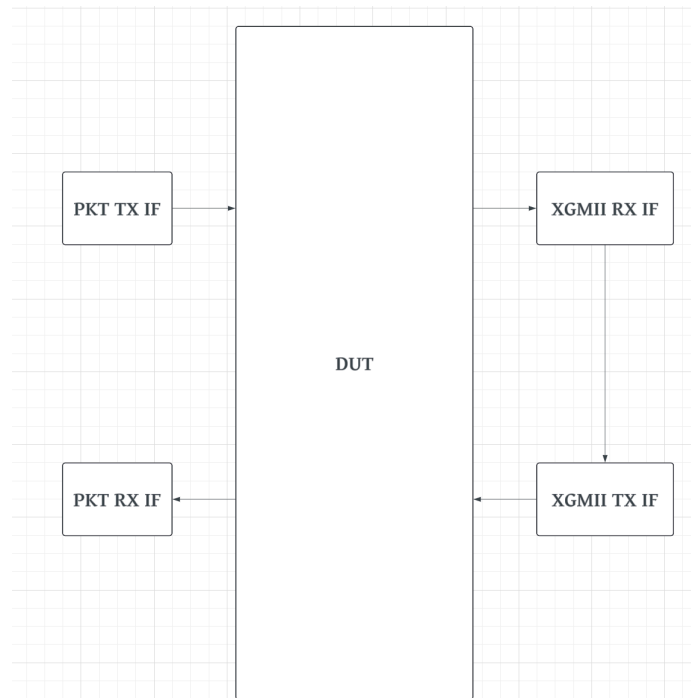 PKT TX IF
XGMII RX IF
DUT
PKT RX IF
XGMII TX IF